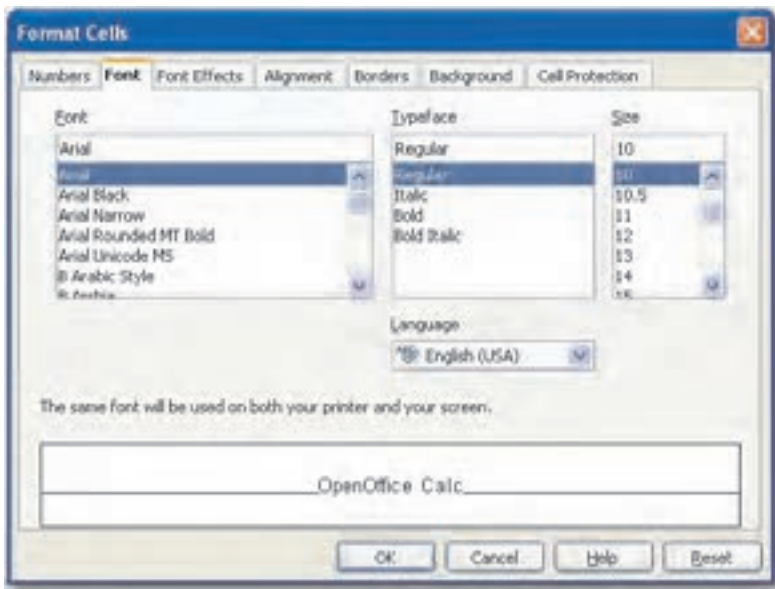 Format Cells
Numbers Font Font Effects Alignment Borders Background Cell Protection
Font Typeface Size
Arial Regular 10
Arial Regular 10
Arial Black Italic 10.5
Arial Narrow Bold 11
Arial Rounded MT Bold Bold Italic 12
Arial Unicode MS 13
B Arabic Style 14
15
Language
English (USA)
The same font will be used on both your printer and your screen.
OpenOffice Calc
OK Cancel Help Reset